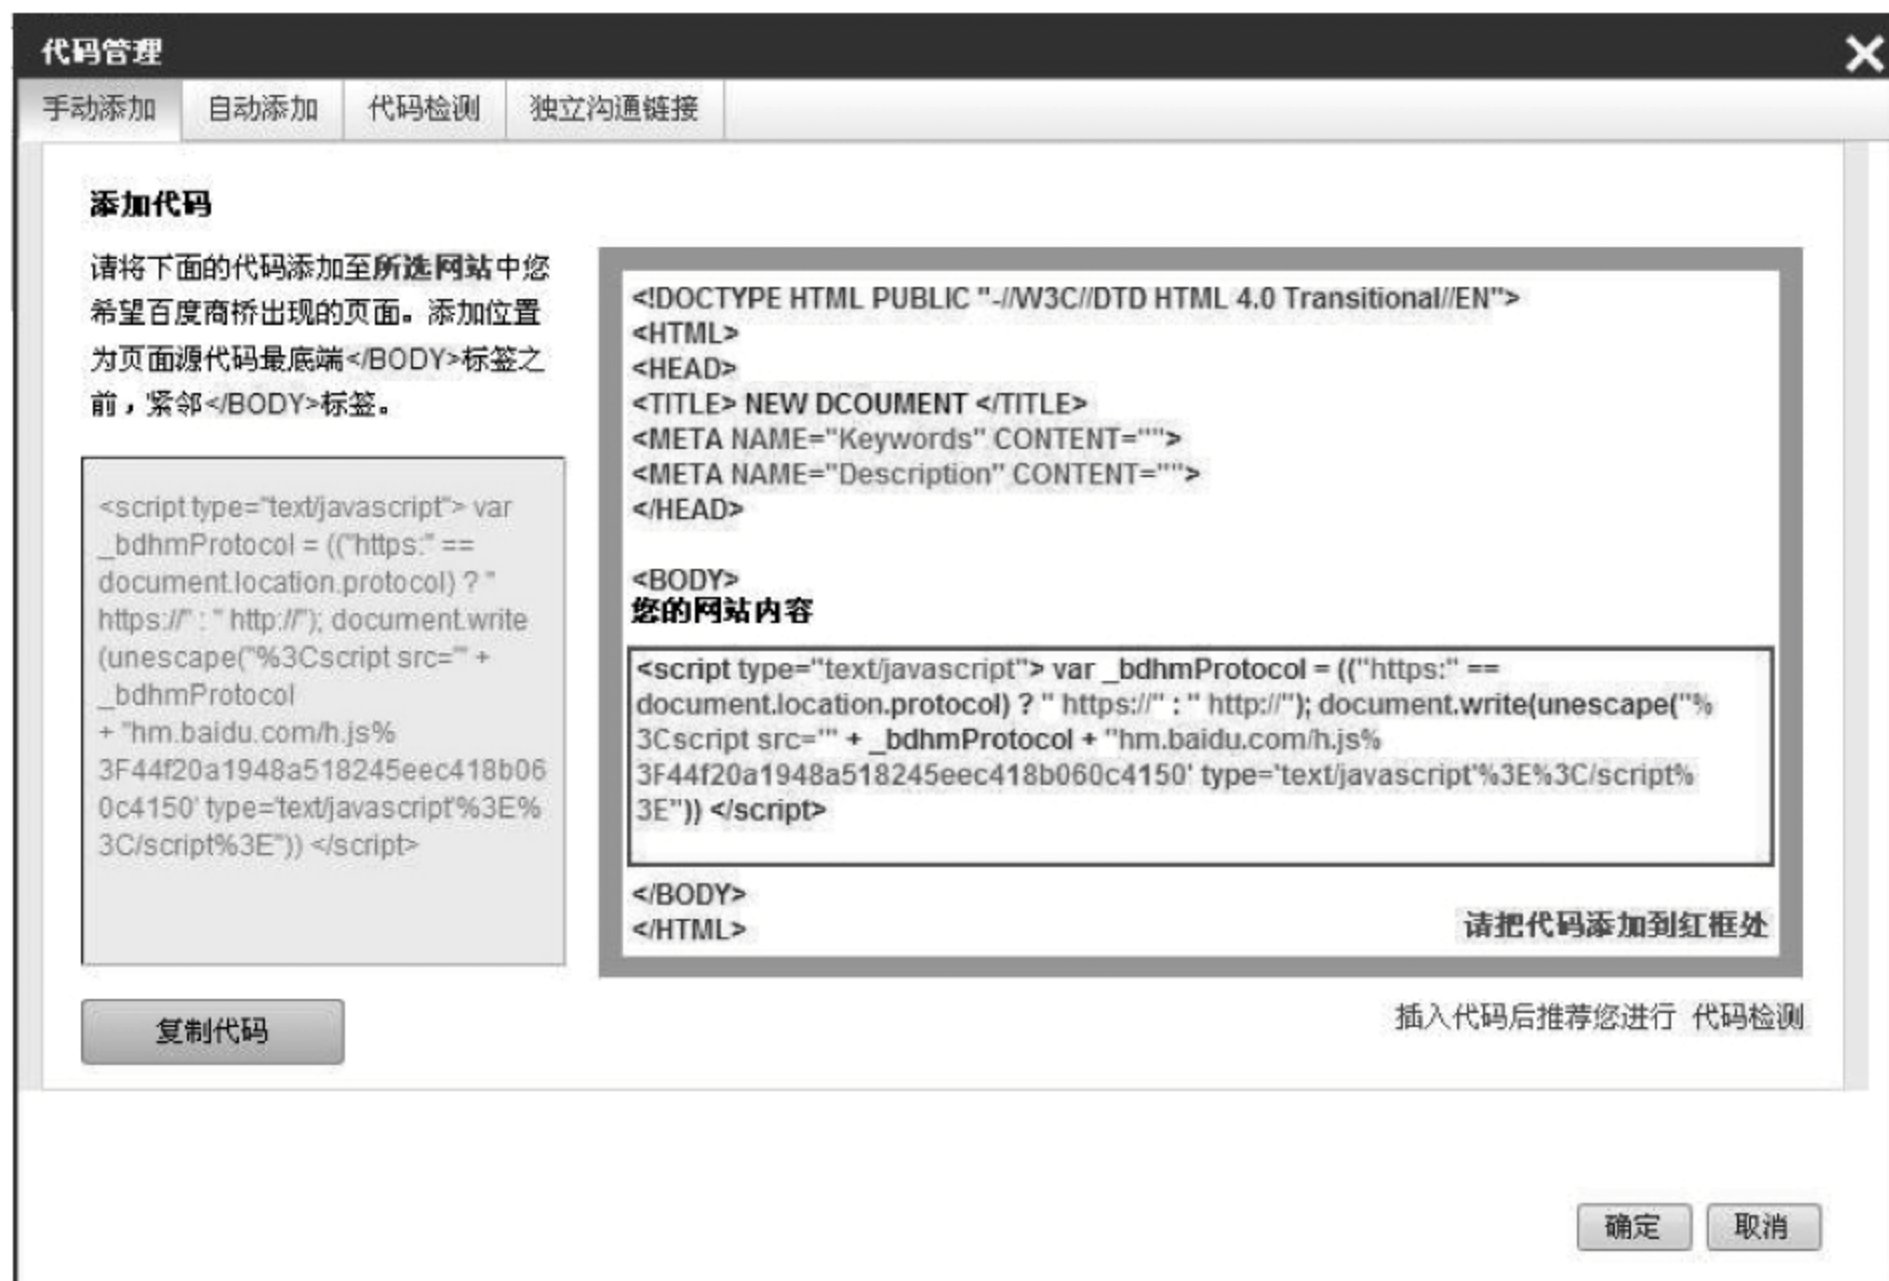 代码管理
手动添加 自动添加 代码检测 独立沟通链接
添加代码
请将下面的代码添加至所选网站中您
希望百度商桥出现的页面。添加位置
为页面源代码最底端</BODY>标签之
前，紧邻</BODY>标签。
<script type="text/javascript"> var
_bdhmProtocol = (("https:" ==
document.location.protocol) ? "
https://" : " http://"); document.write
(unescape("%3Cscript src='" +
_bdhmProtocol
+ "hm.baidu.com/h.js%
3F44f20a1948a518245eec418b06
0c4150' type='text/javascript'%3E%
3C/script%3E")) </script>
复制代码
<!DOCTYPE HTML PUBLIC "-//W3C//DTD HTML 4.0 Transitional//EN">
<HTML>
<HEAD>
<TITLE> NEW DCOUMENT </TITLE>
<META NAME="Keywords" CONTENT="">
<META NAME="Description" CONTENT="">
</HEAD>
<BODY>
您的网站内容
<script type="text/javascript"> var _bdhmProtocol = (("https:" ==
document.location.protocol) ? " https://" : " http://"); document.write(unescape("%
3Cscript src='" + _bdhmProtocol + "hm.baidu.com/h.js%
3F44f20a1948a518245eec418b060c4150' type='text/javascript'%3E%3C/script%
3E")) </script>
</BODY>
</HTML>
请把代码添加到红框处
插入代码后推荐您进行 代码检测
确定 取消